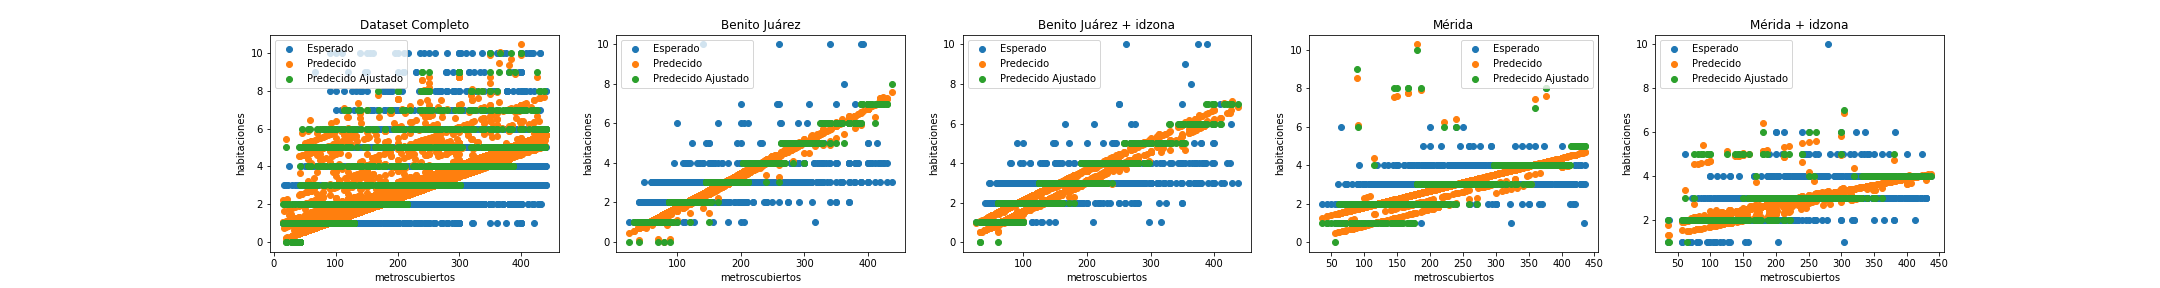 Dataset Completo
Esperado
Predecido
Predecido Ajustado
10
8
6
4
2
0
habitaciones
0
100
200
300
400
metroscubiertos
Benito Juárez
Esperado
Predecido
Predecido Ajustado
10
8
6
4
2
0
habitaciones
100
200
300
400
metroscubiertos
Benito Juárez + idzona
Esperado
Predecido
Predecido Ajustado
10
8
6
4
2
0
habitaciones
100
200
300
400
metroscubiertos
Mérida
Esperado
Predecido
Predecido Ajustado
10
8
6
4
2
0
habitaciones
50
100
150
200
250
300
350
400
450
metroscubiertos
Mérida + idzona
Esperado
Predecido
Predecido Ajustado
10
8
6
4
2
habitaciones
50
100
150
200
250
300
350
400
450
metroscubiertos